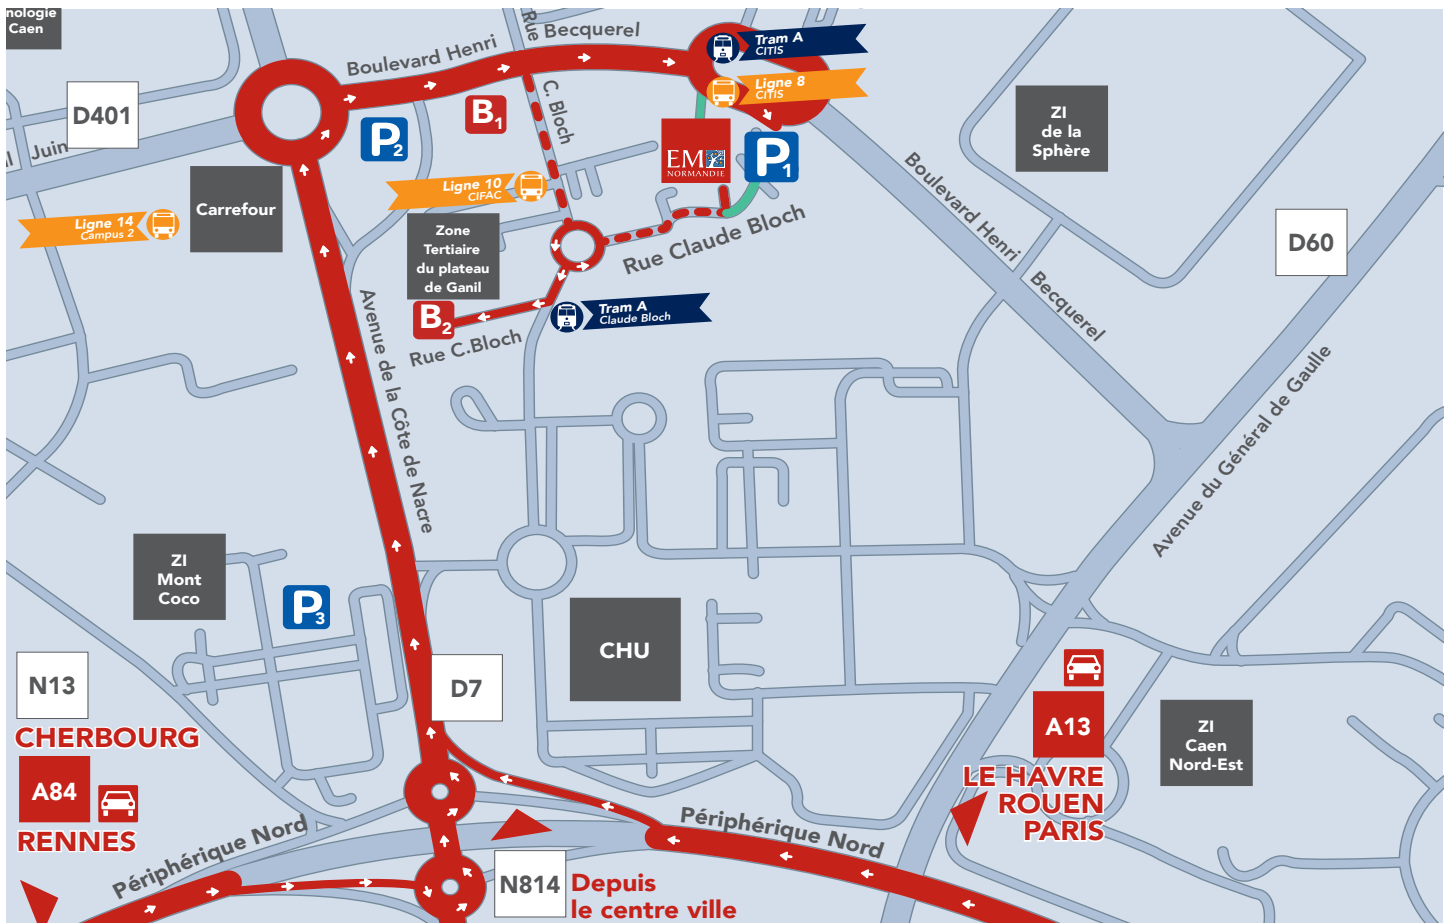 nologie
Caen
D401
Juin
Boulevard Henri
Becquerel
Rue
C. Bloch
Tram A
CITIS
Ligne 8
CITIS
B1
P2
P1
EM
NORMANDIE
ZI
de la
Sphère
Carrefour
Ligne 14
Campus 2
Ligne 10
CIFAC
Zone
Tertiaire
du plateau
de Ganil
Rue Claude Bloch
Boulevard Henri
Becquerel
D60
B2
Tram A
Claude Bloch
Rue C.Bloch
Avenue de la Côte de Nacre
Avenue du Général de Gaulle
ZI
Mont
Coco
P3
CHU
N13
CHERBOURG
A84
RENNES
D7
A13
LE HAVRE
ROUEN
PARIS
ZI
Caen
Nord-Est
Périphérique Nord
Périphérique Nord
N814
Depuis
le centre ville